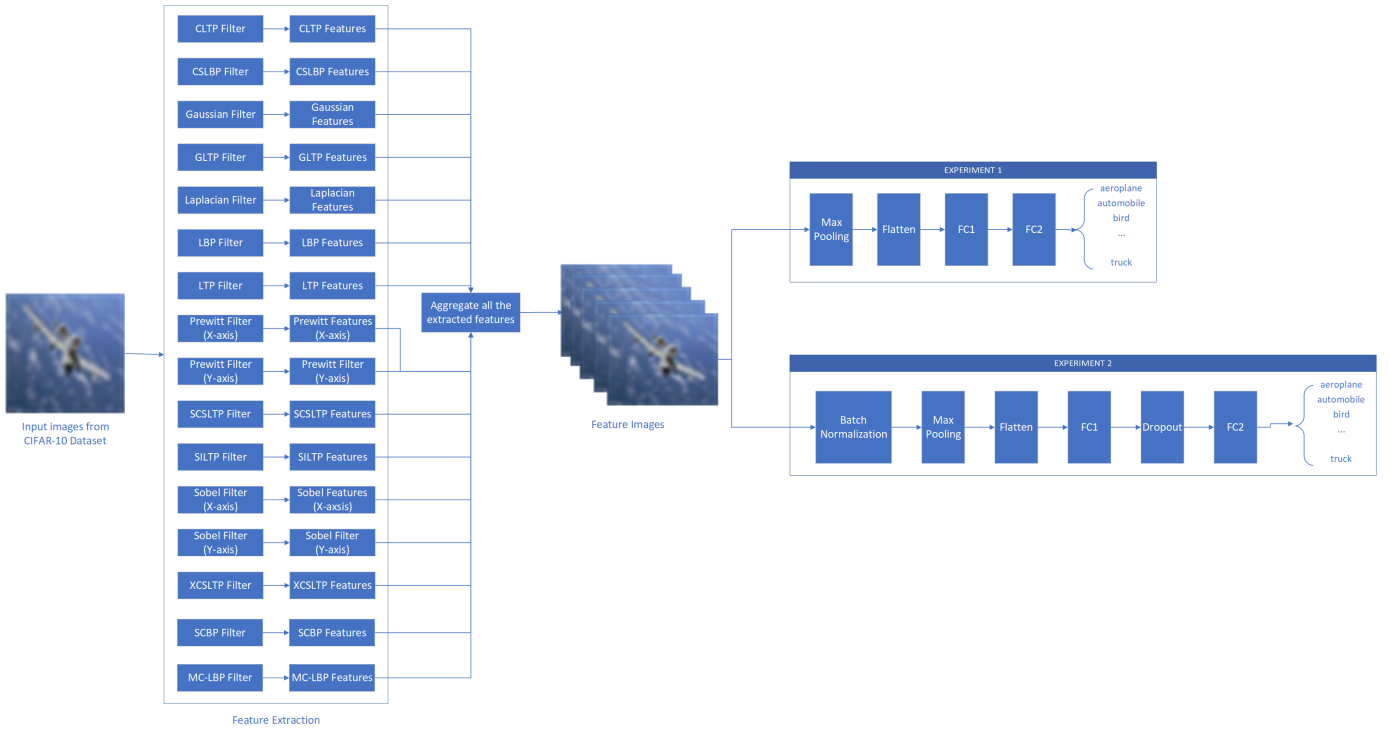 CLTP Filter
CLTP Features
CSLBP Filter
CSLBP Features
Gaussian Filter
Gaussian
Features
GLTP Filter
GLTP Features
Laplacian Filter
Laplacian
Features
LBP Filter
LBP Features
LTP Filter
LTP Features
Prewitt Filter
(X-axis)
Prewitt Features
(X-axis)
Prewitt Filter
(Y-axis)
Prewitt Filter
(Y-axis)
SCSLTP Filter
SCSLTP Features
SILTP Filter
SILTP Features
Sobel Filter
(X-axis)
Sobel Features
(X-axsis)
Sobel Filter
(Y-axis)
Sobel Filter
(Y-axis)
XCSLTP Filter
XCSLTP Features
SCBP Filter
SCBP Features
MC-LBP Filter
MC-LBP Features
Feature Extraction
Input images from
CIFAR-10 Dataset
Aggregate all the
extracted features
Feature Images
EXPERIMENT 1
Max
Pooling
Flatten
FC1
FC2
aeroplane
automobile
bird
...
truck
EXPERIMENT 2
Batch
Normalization
Max
Pooling
Flatten
FC1
Dropout
FC2
aeroplane
automobile
bird
...
truck